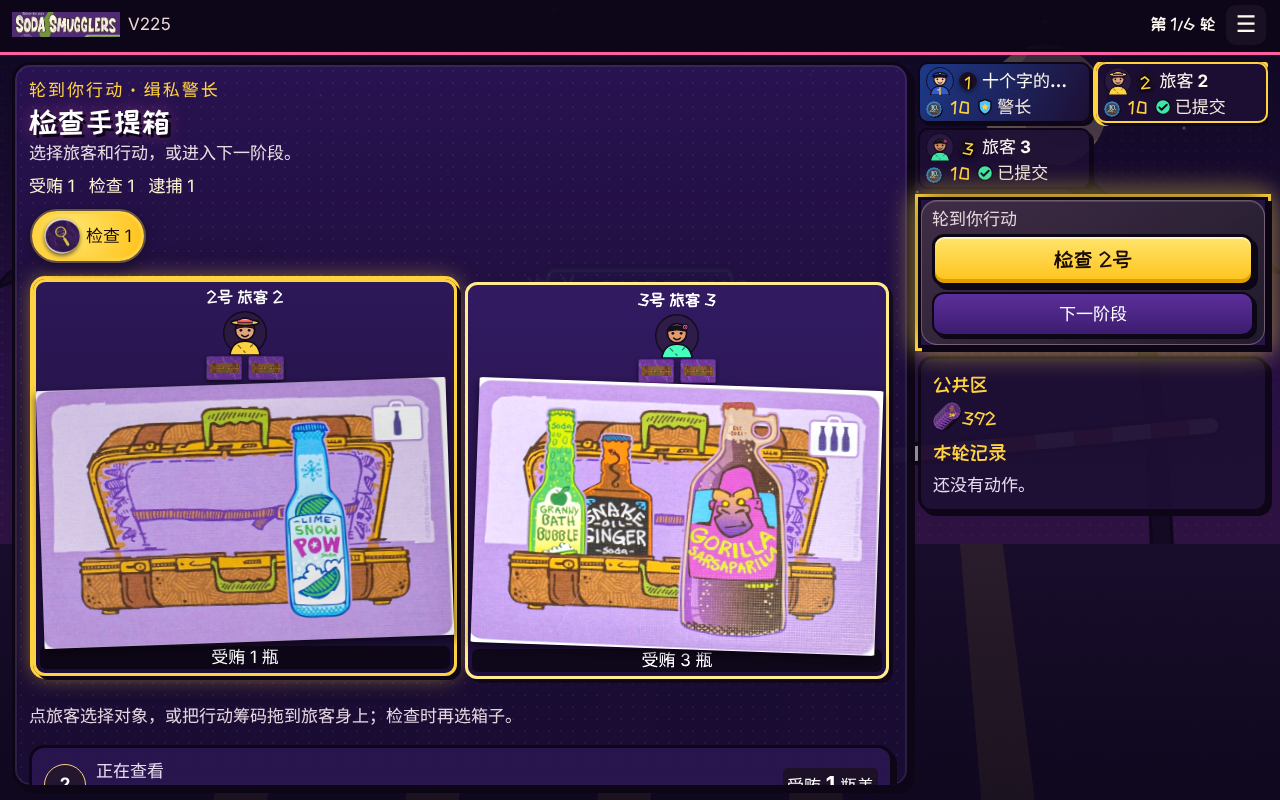 SODA SMUGGLERS V225
第 1/6 轮
轮到你行动 · 缉私警长
检查手提箱
选择旅客和行动，或进入下一阶段。
受贿 1 检查 1 逮捕 1
检查 1
2号 旅客 2
LIME
SNOW
POW
受贿 1 瓶
3号 旅客 3
Soda
GRANNY
BATH
BUBBLE
SNAKE
OIL
GINGER
soda
GORILLA
SARSAPARILLA
受贿 3 瓶
点旅客选择对象，或把行动筹码拖到旅客身上；检查时再选箱子。
正在查看
2
受贿 1 瓶并
1 十个字的...
10 警长
2 旅客 2
10 已提交
3 旅客 3
10 已提交
轮到你行动
检查 2号
下一阶段
公共区
392
本轮记录
还没有动作。